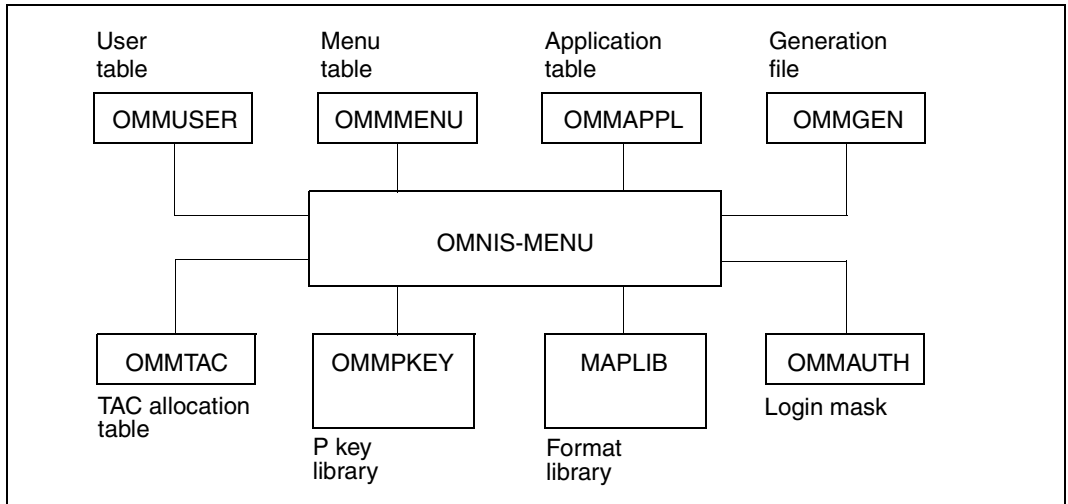 User
table
Menu
table
Application
table
Generation
file
OMMUSER
OMMMENU
OMMAPPL
OMMGEN
OMNIS-MENU
OMMTAC
OMMPKEY
MAPLIB
OMMAUTH
TAC allocation
table
P key
library
Format
library
Login mask